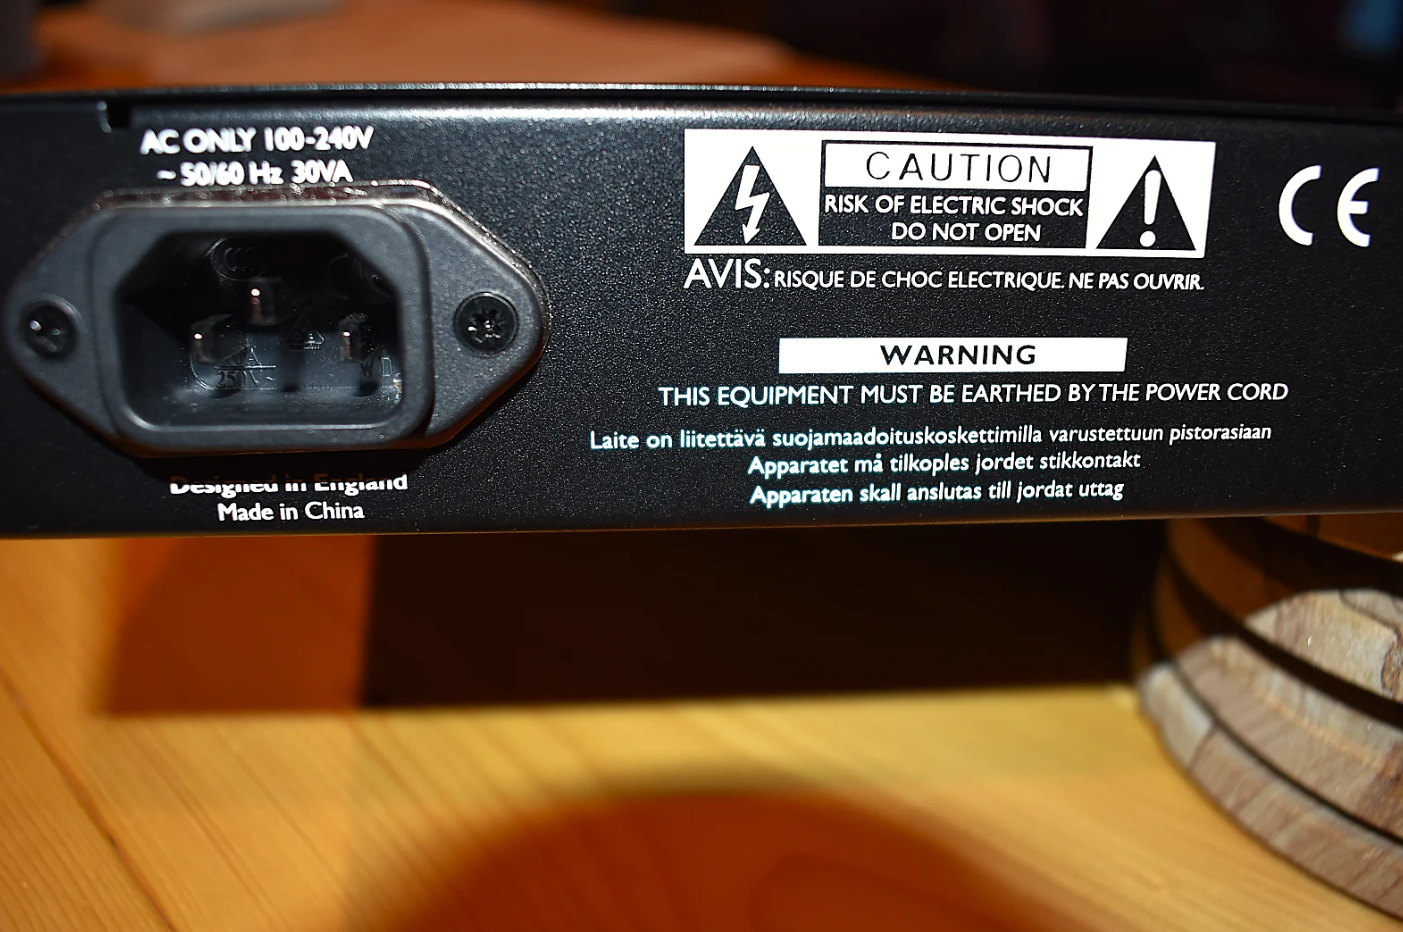 AC ONLY 100-240V
~ 50/60 Hz 30VA
250V~
Designed in England
Made in China
CAUTION
RISK OF ELECTRIC SHOCK
DO NOT OPEN
AVIS: RISQUE DE CHOC ELECTRIQUE. NE PAS OUVRIR.
CE
WARNING
THIS EQUIPMENT MUST BE EARTHED BY THE POWER CORD
Laite on liitettävä suojamaadoituskoskettimilla varustettuun pistorasiaan
Apparatet må tilkoples jordet stikkontakt
Apparaten skall anslutas till jordat uttag